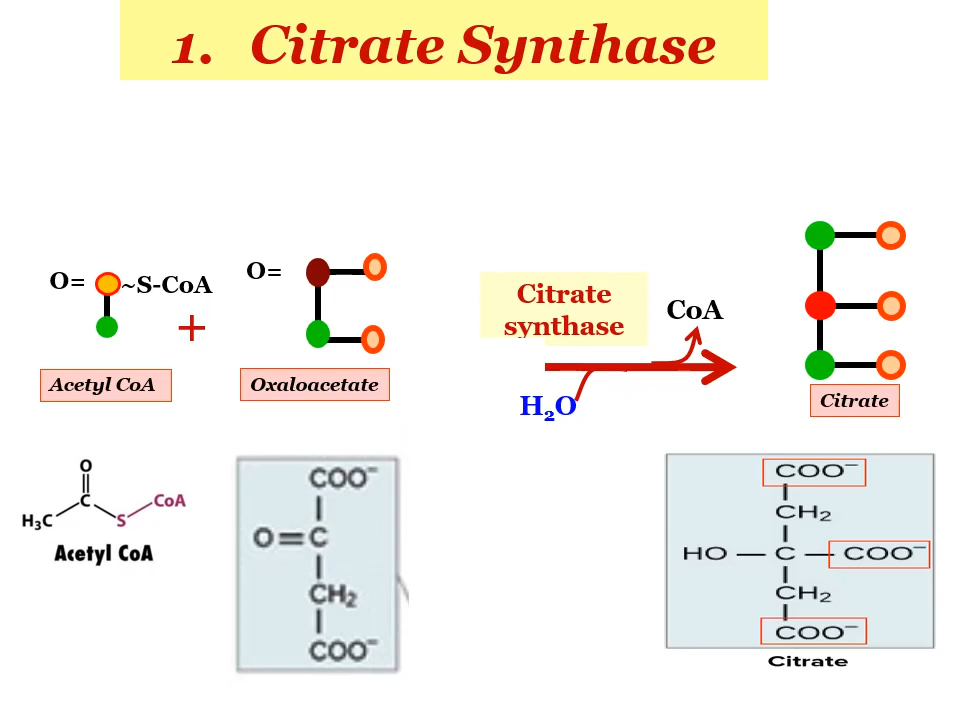 1. Citrate Synthase
O=
~S-CoA
+
O=
Citrate
synthase
CoA
H₂O
Acetyl CoA
Oxaloacetate
Citrate
O
C
H₃C
S
CoA
Acetyl CoA
COO⁻
O=C
CH₂
COO⁻
COO⁻
CH₂
HO — C — COO⁻
CH₂
COO⁻
Citrate